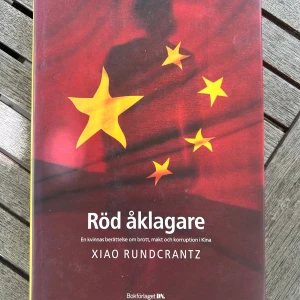 Röd åklagare
En kvinnas berättelse om brott, makt och korruption i Kina
XIAO RUNDCRANTZ
Bokförlaget DN